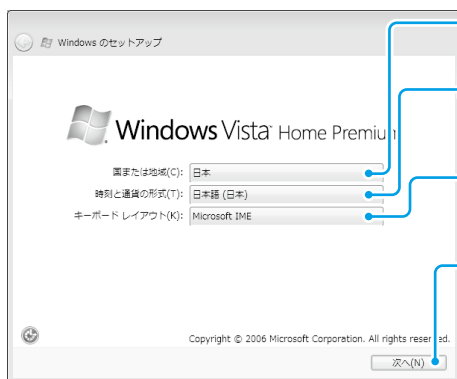 Windows のセットアップ
Windows Vista™ Home Premium
国または地域(C): 日本
時刻と通貨の形式(T): 日本語 (日本)
キーボード レイアウト(K): Microsoft IME
Copyright © 2006 Microsoft Corporation. All rights reserved.
次へ(N)